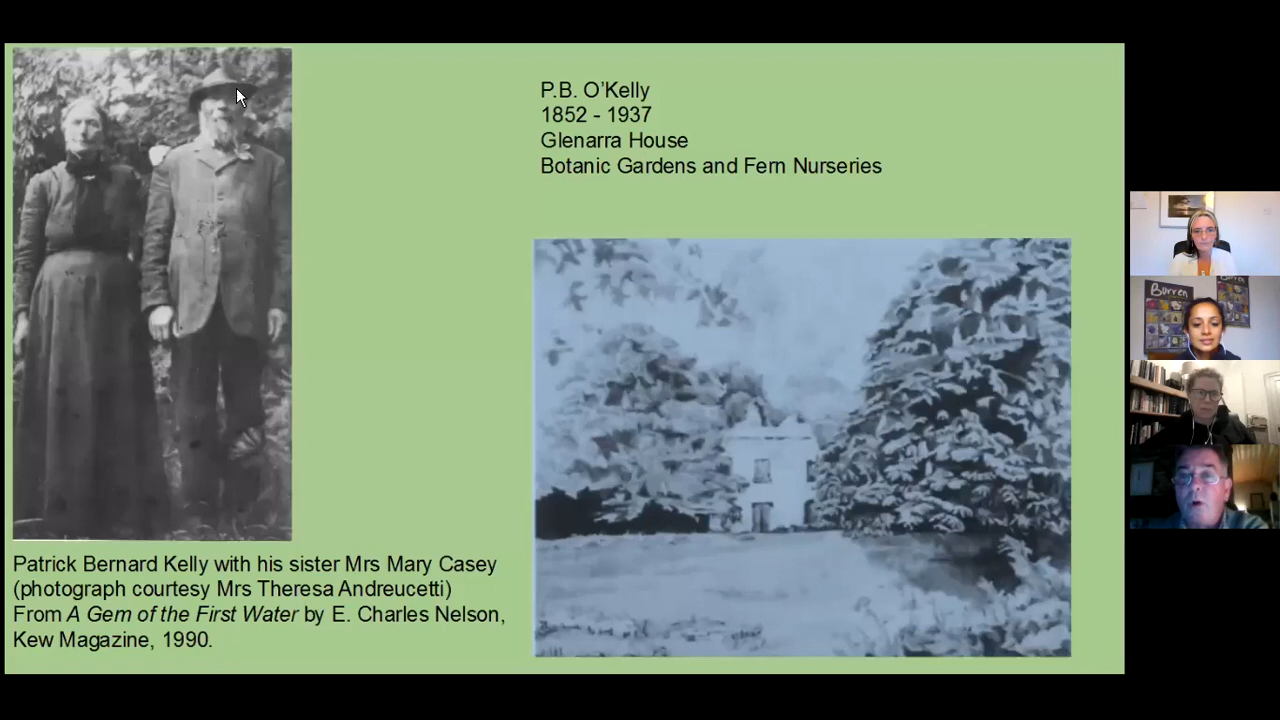 P.B. O'Kelly
1852 - 1937
Glenarra House
Botanic Gardens and Fern Nurseries
Patrick Bernard Kelly with his sister Mrs Mary Casey
(photograph courtesy Mrs Theresa Andreucetti)
From A Gem of the First Water by E. Charles Nelson,
Kew Magazine, 1990.
Burren
Burren